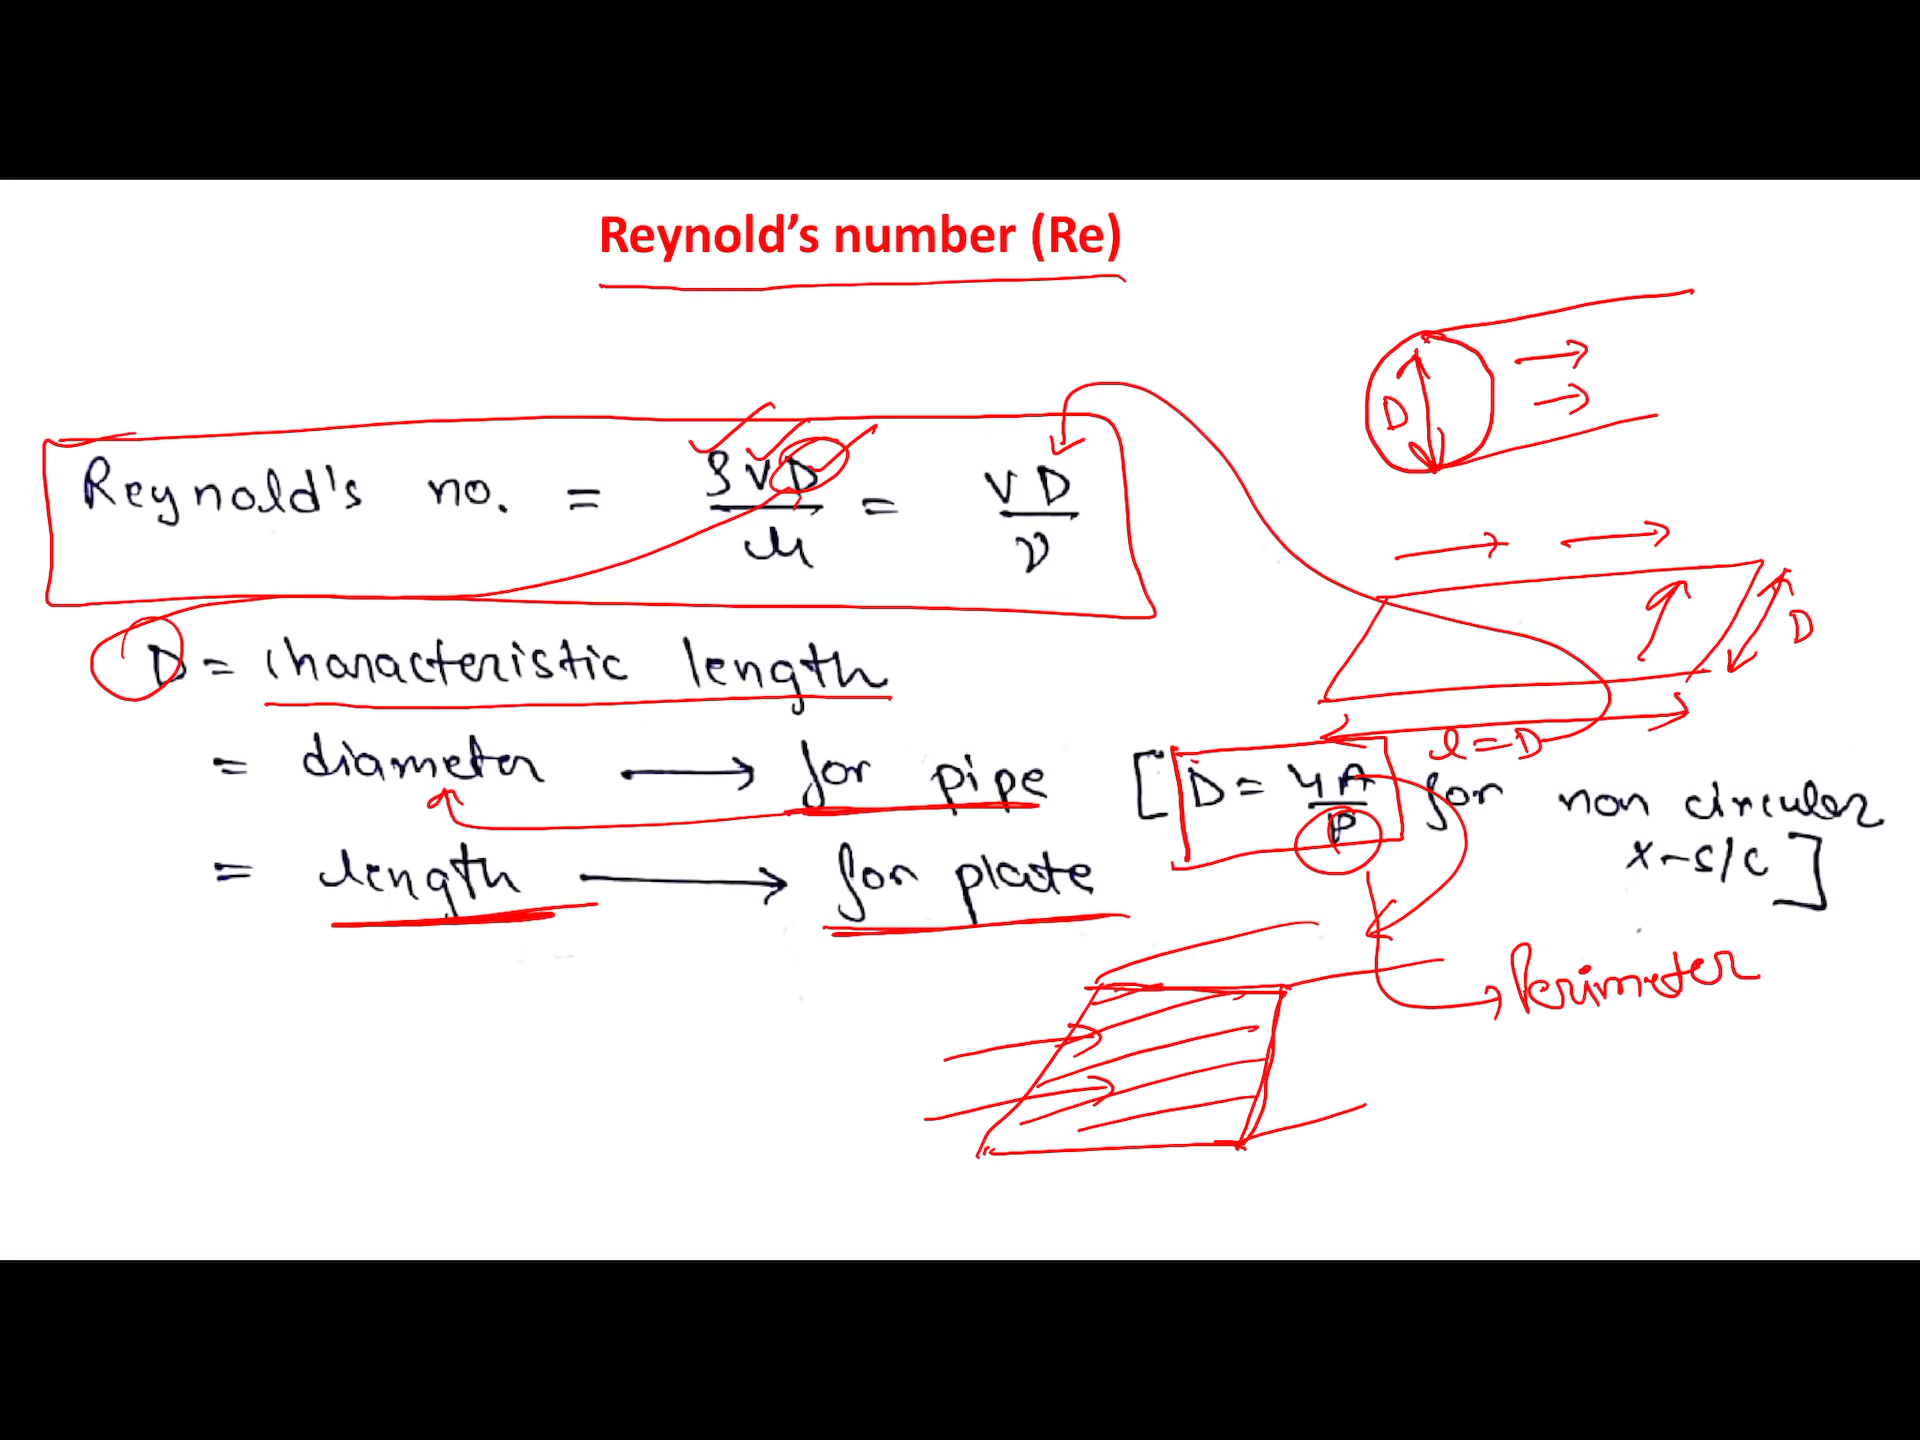 Reynold’s number (Re)
D
Reynold's no. = ρVD/μ = VD/ν
D
D = characteristic length
l = D
= diameter → for pipe [D = 4A/P for non circular
x-s/c]
= length → for plate
→ Perimeter